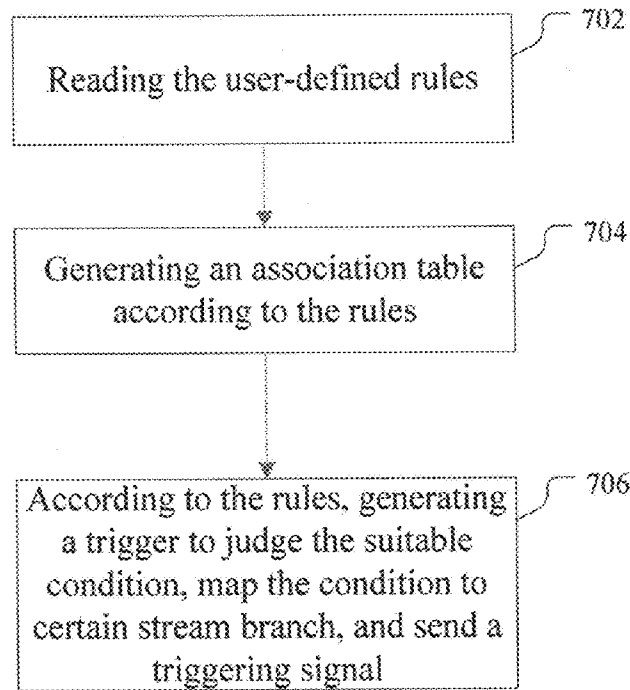 702
Reading the user-defined rules
704
Generating an association table
according to the rules
706
According to the rules, generating
a trigger to judge the suitable
condition, map the condition to
certain stream branch, and send a
triggering signal